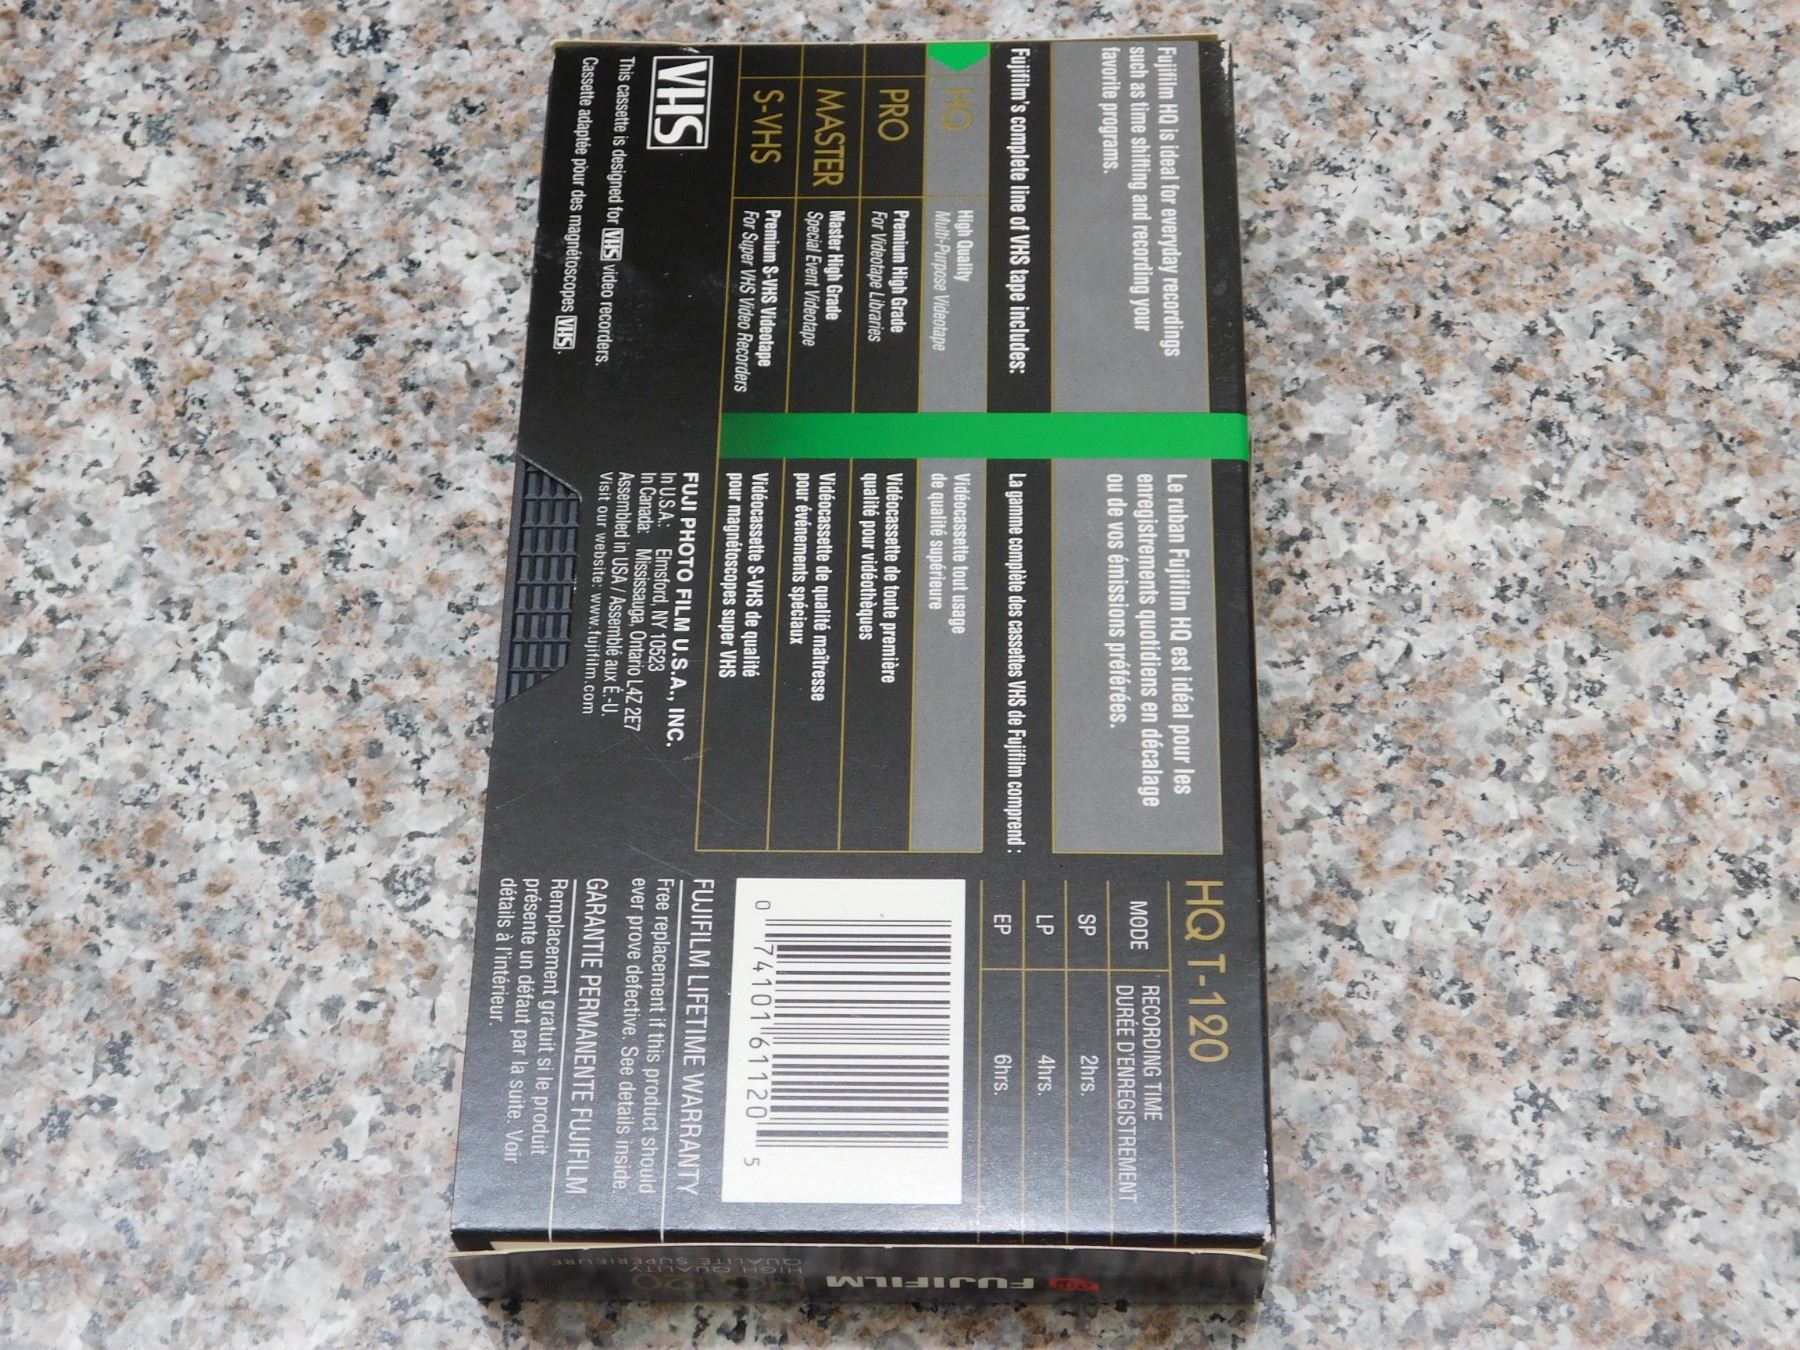 Fujifilm HQ is ideal for everyday recordings
such as time shifting and recording your
favorite programs.
Le ruban Fujifilm HQ est idéal pour les
enregistrements quotidiens en décalage
ou de vos émissions préférées.
Fujifilm's complete line of VHS tape includes:
La gamme complète des cassettes VHS de Fujifilm comprend :
HQ
High Quality
Multi-Purpose Videotape
Vidéocassette tout usage
de qualité supérieure
PRO
Premium High Grade
For Videotape Libraries
Vidéocassette de toute première
qualité pour vidéothèques
MASTER
Master High Grade
Special Event Videotape
Vidéocassette de qualité maîtresse
pour événements spéciaux
S-VHS
Premium S-VHS Videotape
For Super VHS Video Recorders
Vidéocassette S-VHS de qualité
pour magnétoscopes super VHS
VHS
This cassette is designed for VHS video recorders.
Cassette adaptée pour des magnétoscopes VHS.
FUJI PHOTO FILM U.S.A., INC.
In U.S.A.: Elmsford, NY 10523
In Canada: Mississauga, Ontario L4Z 2E7
Assembled in USA / Assemblé aux É.-U.
Visit our website: www.fujifilm.com
HQ T-120
MODE RECORDING TIME
DURÉE D'ENREGISTREMENT
SP 2hrs.
LP 4hrs.
EP 6hrs.
0 74101 61120 5
FUJIFILM LIFETIME WARRANTY
Free replacement if this product should
ever prove defective. See details inside.
GARANTIE PERMANENTE FUJIFILM
Remplacement gratuit si le produit
présente un défaut par la suite. Voir
détails à l'intérieur.
FUJIFILM
HIGH QUALITY
QUALITÉ SUPÉRIEURE